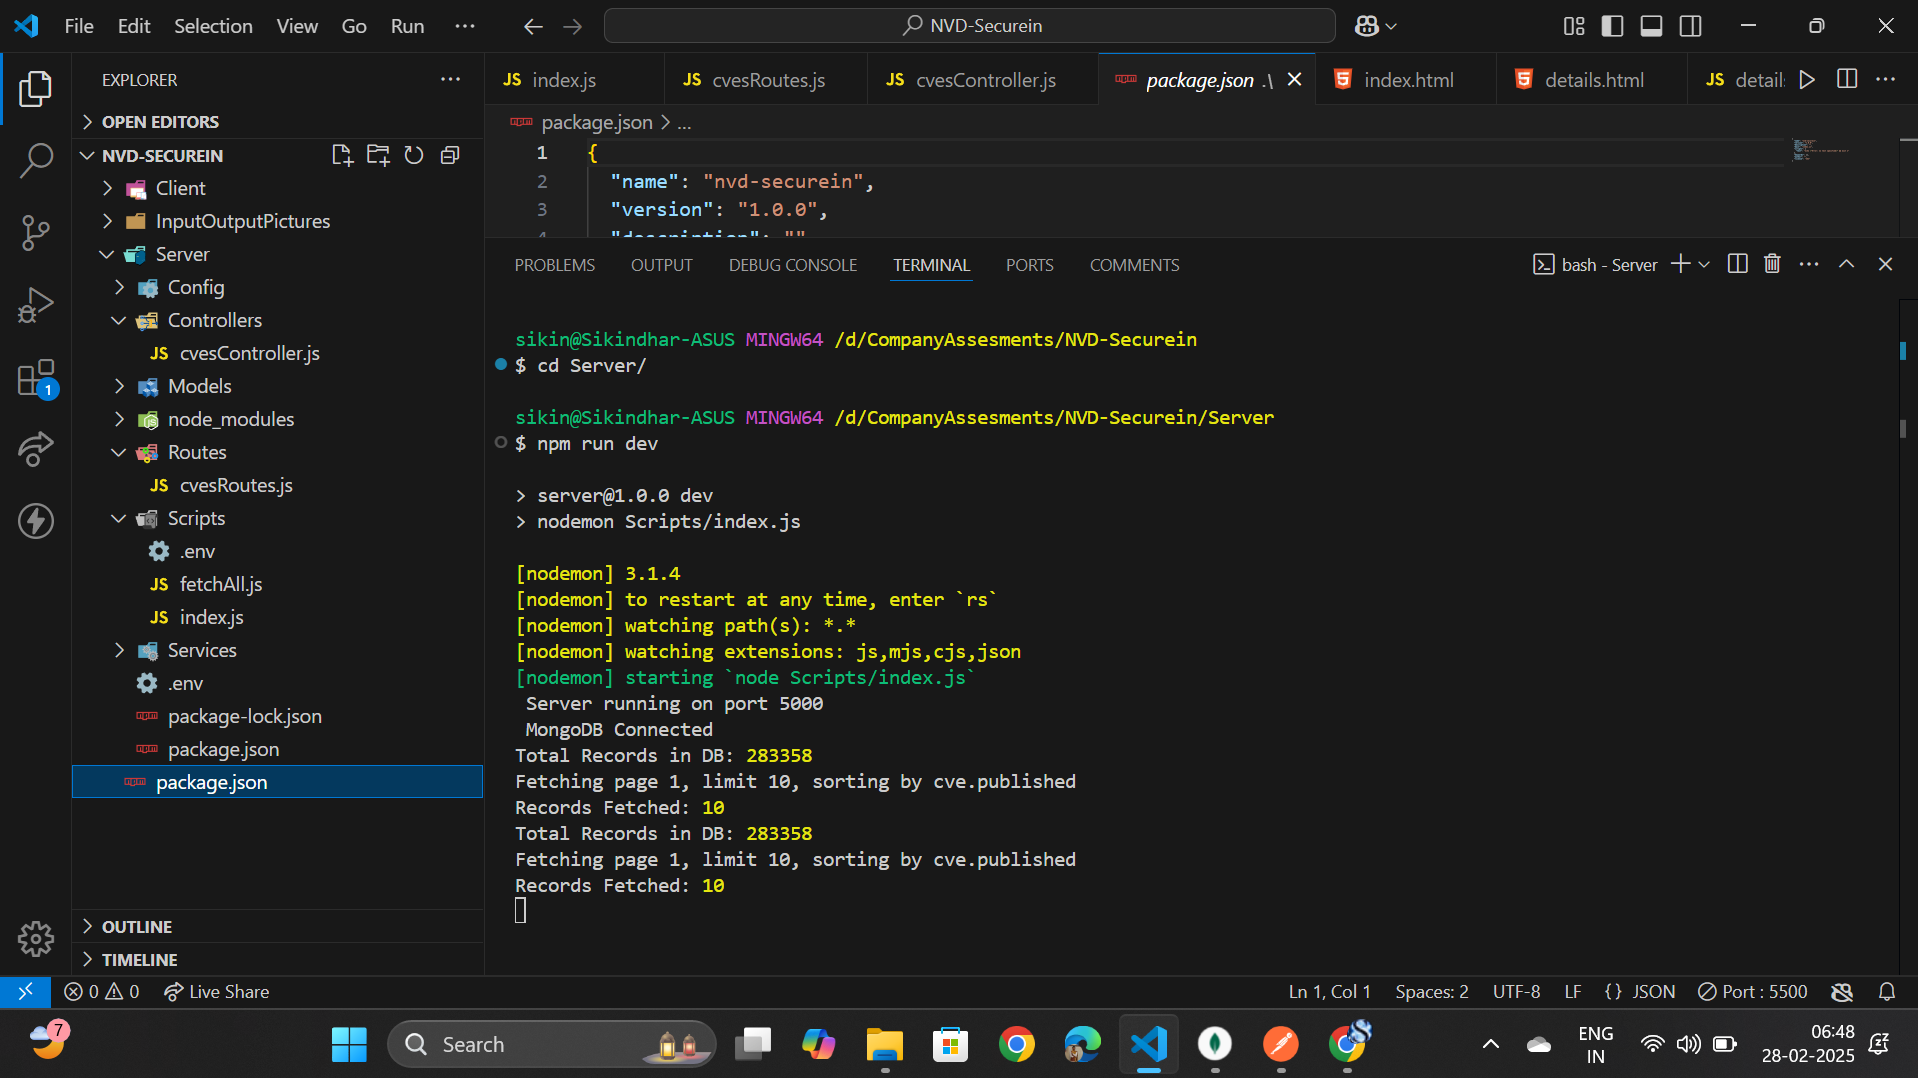 File Edit Selection View Go Run ···
NVD-Securein
EXPLORER
OPEN EDITORS
NVD-SECUREIN
Client
InputOutputPictures
Server
Config
Controllers
JS cvesController.js
Models
node_modules
Routes
JS cvesRoutes.js
Scripts
.env
JS fetchAll.js
JS index.js
Services
.env
package-lock.json
package.json
package.json
OUTLINE
TIMELINE
1
JS index.js
JS cvesRoutes.js
JS cvesController.js
package.json .\
index.html
details.html
JS detail
package.json > ...
1 {
2 "name": "nvd-securein",
3 "version": "1.0.0",
4 "description": ""
PROBLEMS OUTPUT DEBUG CONSOLE TERMINAL PORTS COMMENTS
bash - Server
sikin@Sikindhar-ASUS MINGW64 /d/CompanyAssesments/NVD-Securein
$ cd Server/
sikin@Sikindhar-ASUS MINGW64 /d/CompanyAssesments/NVD-Securein/Server
$ npm run dev
> server@1.0.0 dev
> nodemon Scripts/index.js
[nodemon] 3.1.4
[nodemon] to restart at any time, enter `rs`
[nodemon] watching path(s): *.*
[nodemon] watching extensions: js,mjs,cjs,json
[nodemon] starting `node Scripts/index.js`
Server running on port 5000
MongoDB Connected
Total Records in DB: 283358
Fetching page 1, limit 10, sorting by cve.published
Records Fetched: 10
Total Records in DB: 283358
Fetching page 1, limit 10, sorting by cve.published
Records Fetched: 10
0 0 Live Share
Ln 1, Col 1 Spaces: 2 UTF-8 LF {} JSON Port : 5500
7
Search
ENG
IN
06:48
28-02-2025